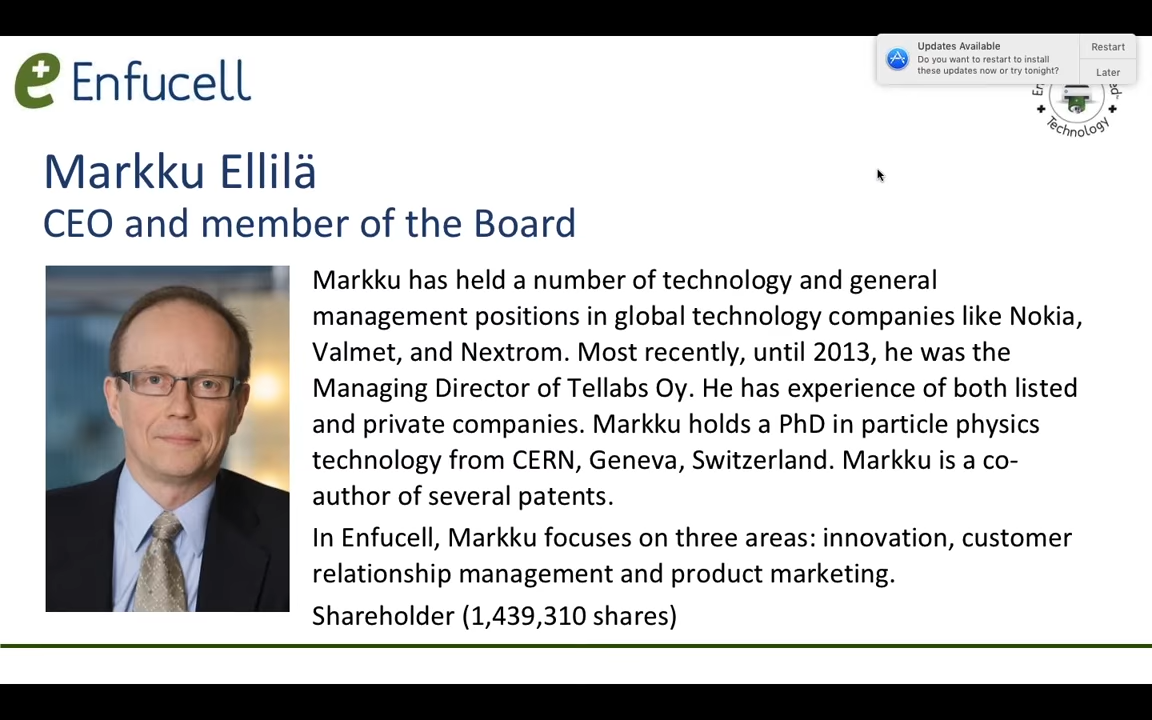 Enfucell
Updates Available
Do you want to restart to install
these updates now or try tonight?
Restart
Later
Technology
Markku Ellilä
CEO and member of the Board
Markku has held a number of technology and general
management positions in global technology companies like Nokia,
Valmet, and Nextrom. Most recently, until 2013, he was the
Managing Director of Tellabs Oy. He has experience of both listed
and private companies. Markku holds a PhD in particle physics
technology from CERN, Geneva, Switzerland. Markku is a co-
author of several patents.
In Enfucell, Markku focuses on three areas: innovation, customer
relationship management and product marketing.
Shareholder (1,439,310 shares)